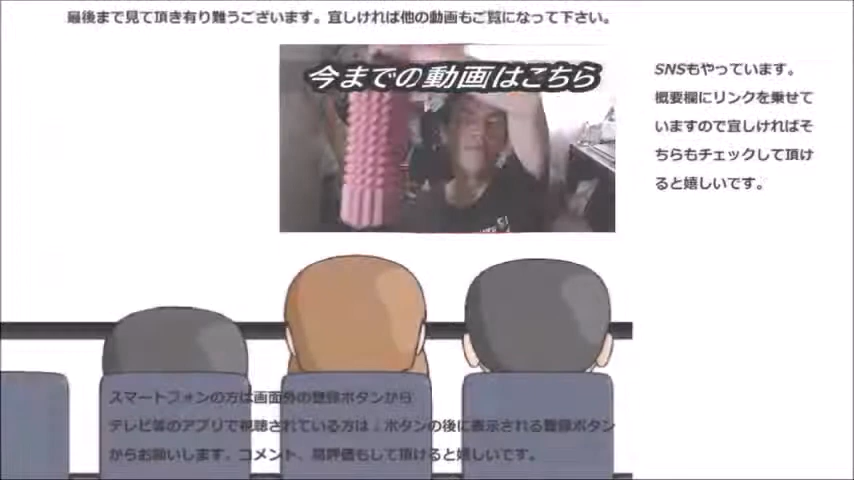 最後まで見て頂き有り難うございます。宜しければ他の動画もご覧になって下さい。
今までの動画はこちら
SNSもやっています。
概要欄にリンクを乗せて
いますので宜しければそ
ちらもチェックして頂け
ると嬉しいです。
スマートフォンの方は画面外の登録ボタンから
テレビ等のアプリで視聴されている方は↓ボタンの後に表示される登録ボタン
からお願いします。コメント、高評価もして頂けると嬉しいです。